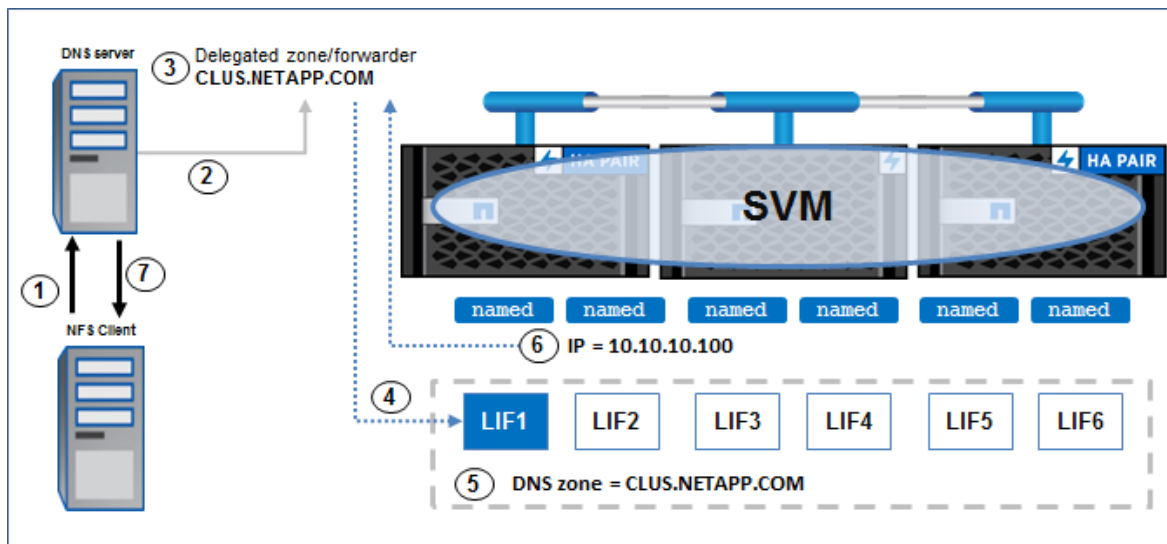 DNS server
3 Delegated zone/forwarder
CLUS.NETAPP.COM
2
HA PAIR
HA PAIR
SVM
1
7
NFS Client
named named named named named named
6 IP = 10.10.10.100
4
LIF1 LIF2 LIF3 LIF4 LIF5 LIF6
5 DNS zone = CLUS.NETAPP.COM